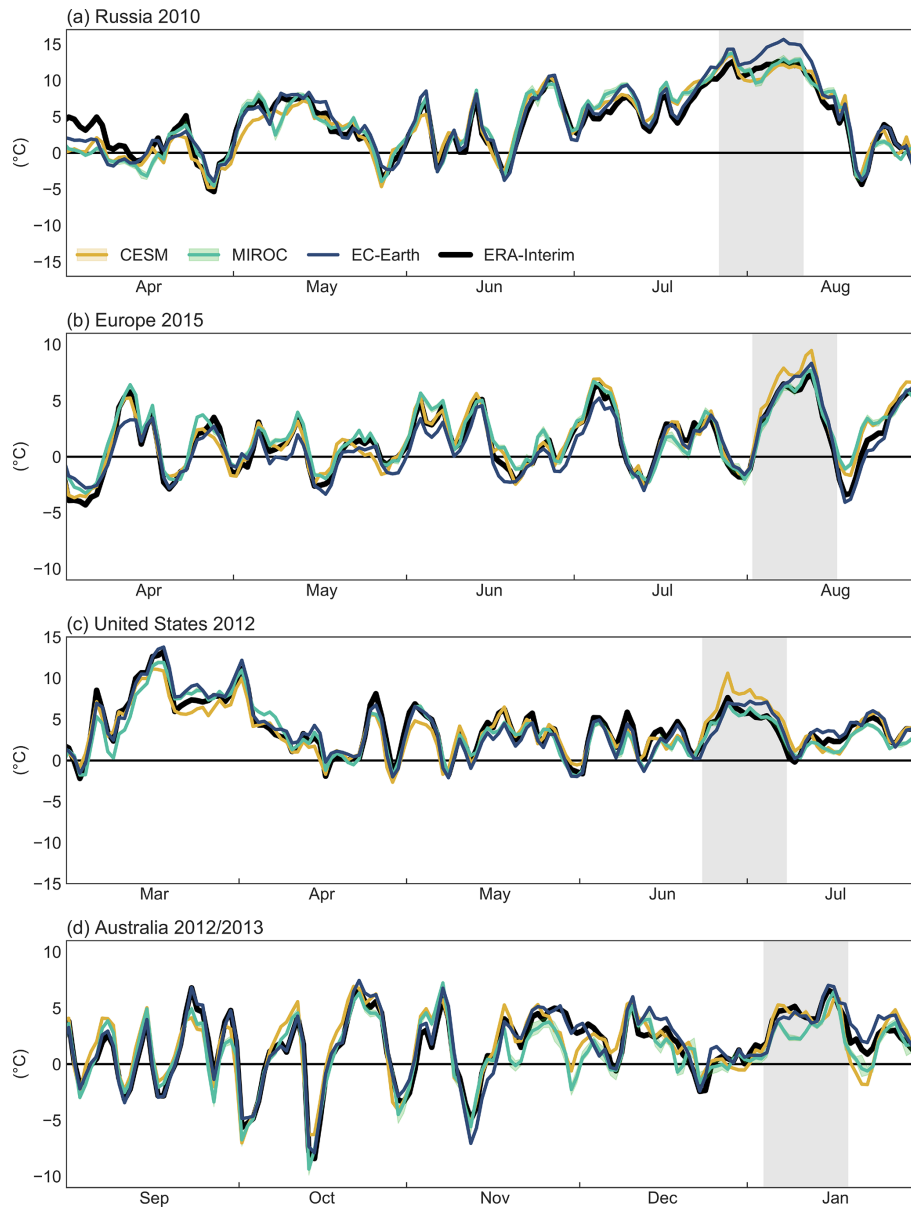 (a) Russia 2010
15
10
5
0
−5
−10
−15
(°C)
CESM MIROC EC-Earth ERA-Interim
Apr May Jun Jul Aug
(b) Europe 2015
10
5
0
−5
−10
(°C)
Apr May Jun Jul Aug
(c) United States 2012
15
10
5
0
−5
−10
−15
(°C)
Mar Apr May Jun Jul
(d) Australia 2012/2013
10
5
0
−5
−10
(°C)
Sep Oct Nov Dec Jan